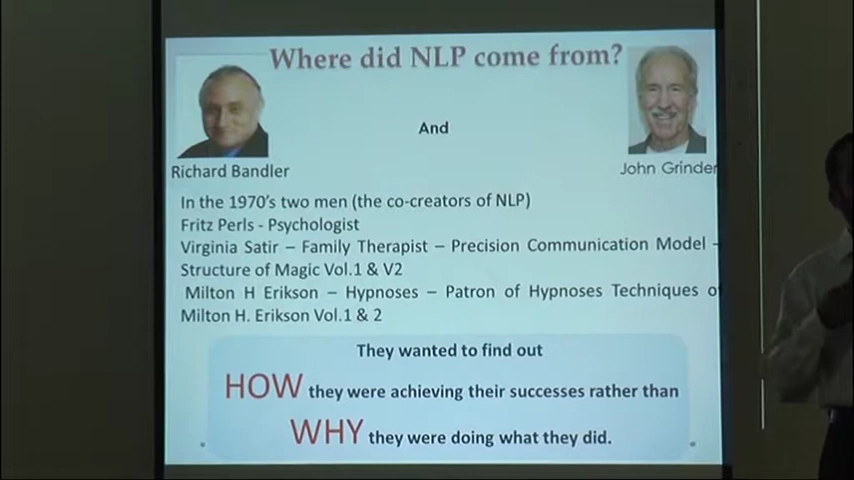 Where did NLP come from?
And
Richard Bandler
John Grinder
In the 1970's two men (the co-creators of NLP)
Fritz Perls - Psychologist
Virginia Satir – Family Therapist – Precision Communication Model -
Structure of Magic Vol.1 & V2
Milton H Erikson – Hypnoses – Patron of Hypnoses Techniques of
Milton H. Erikson Vol.1 & 2
They wanted to find out
HOW they were achieving their successes rather than
WHY they were doing what they did.